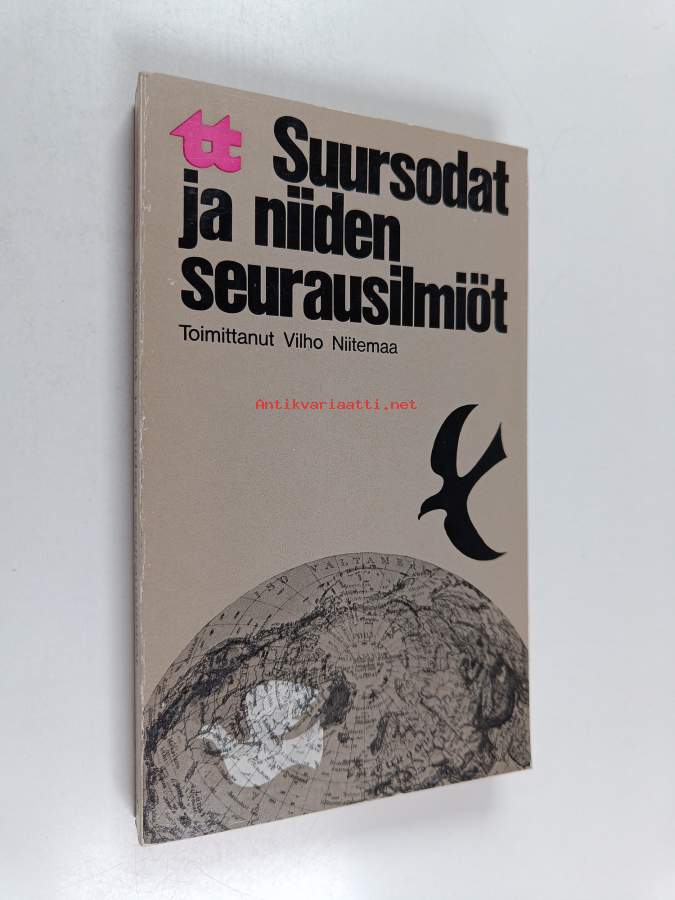 tt Suursodat
ja niiden
seurausilmiöt
Toimittanut Vilho Niitemaa
Antikvariaatti.net